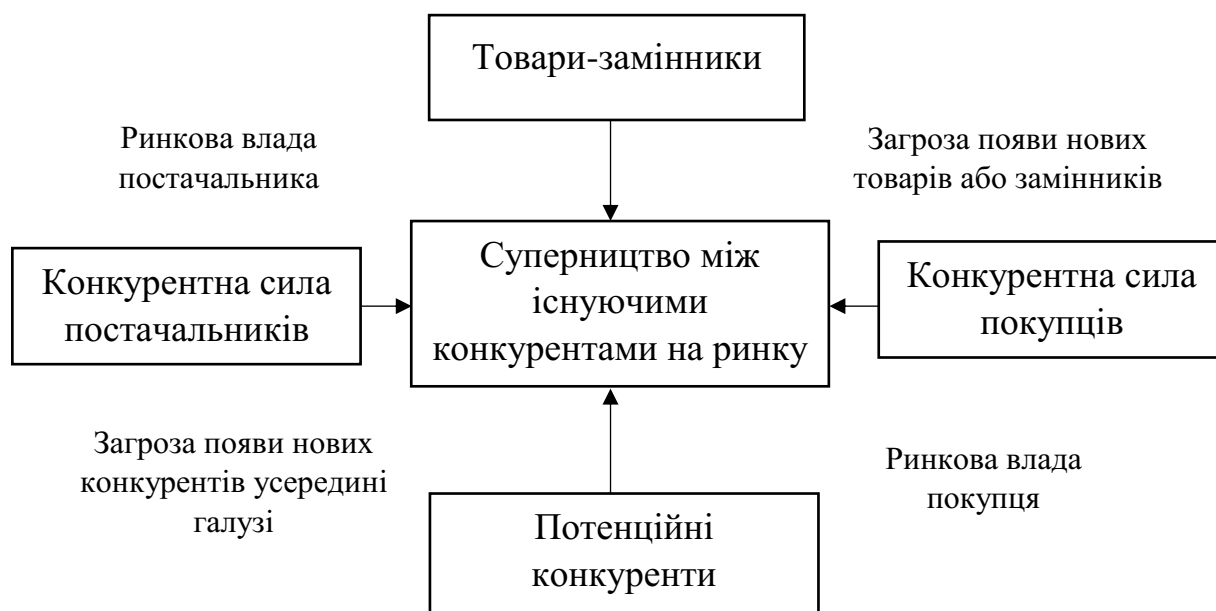 Товари-замінники
Ринкова влада
постачальника
Загроза появи нових
товарів або замінників
Конкурентна сила
постачальників
Суперництво між
існуючими
конкурентами на ринку
Конкурентна сила
покупців
Загроза появи нових
конкурентів усередині
галузі
Ринкова влада
покупця
Потенційні
конкуренти